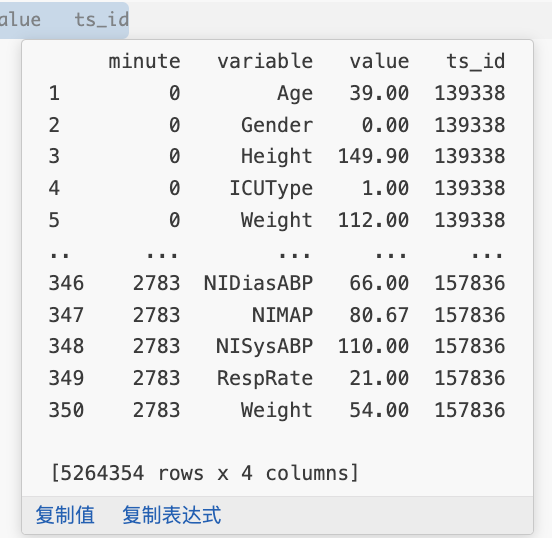 alue ts_id
minute variable value ts_id
1 0 Age 39.00 139338
2 0 Gender 0.00 139338
3 0 Height 149.90 139338
4 0 ICUType 1.00 139338
5 0 Weight 112.00 139338
.. ... ... ... ...
346 2783 NIDiasABP 66.00 157836
347 2783 NIMAP 80.67 157836
348 2783 NISysABP 110.00 157836
349 2783 RespRate 21.00 157836
350 2783 Weight 54.00 157836
[5264354 rows x 4 columns]
复制值 复制表达式